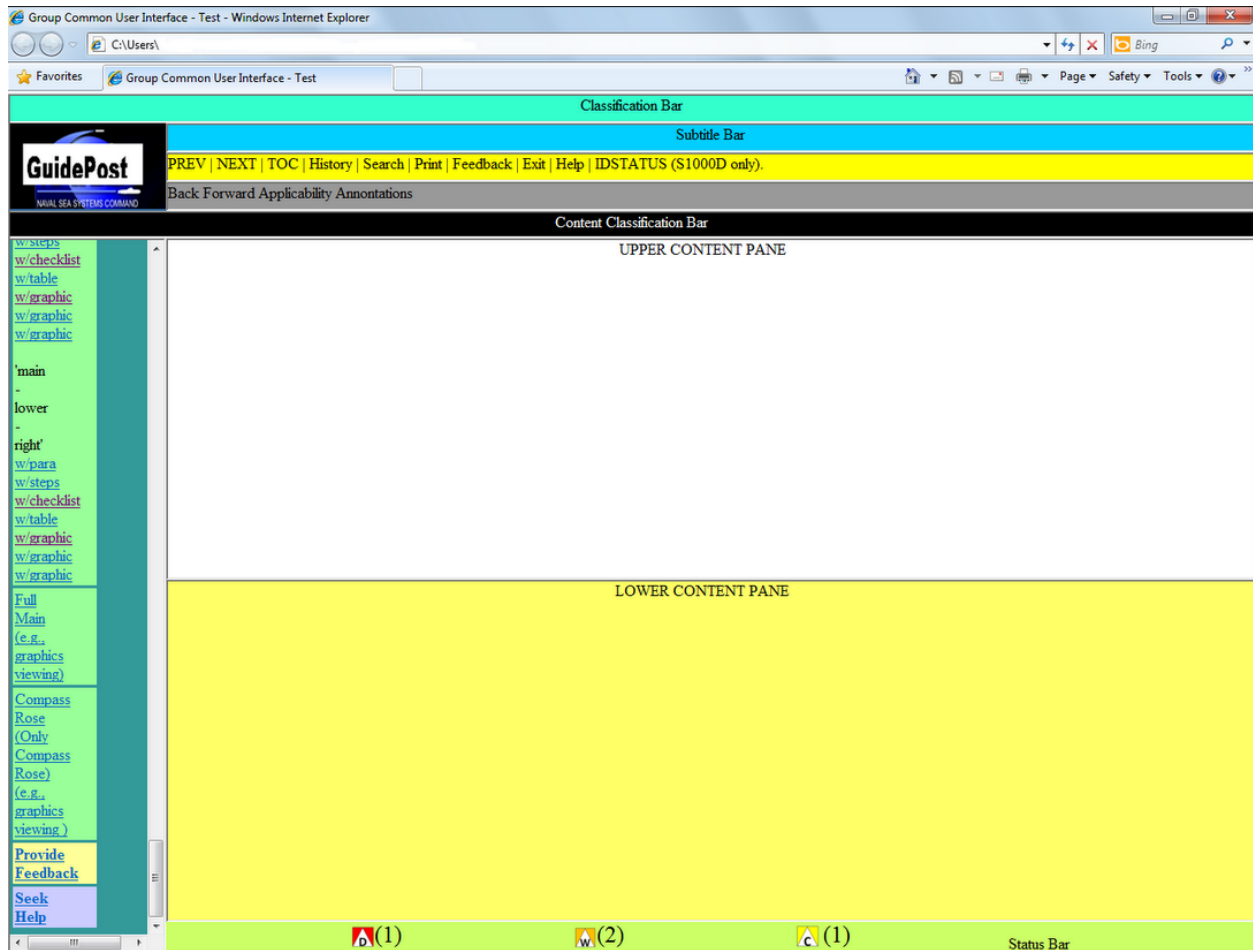 Group Common User Interface - Test - Windows Internet Explorer
C:\Users\
Bing
Favorites
Group Common User Interface - Test
Page
Safety
Tools
Classification Bar
GuidePost
NAVAL SEA SYSTEMS COMMAND
Subtitle Bar
PREV | NEXT | TOC | History | Search | Print | Feedback | Exit | Help | IDSTATUS (S1000D only).
Back Forward Applicability Annontations
Content Classification Bar
w/steps
w/checklist
w/table
w/graphic
w/graphic
w/graphic
'main
-
lower
-
right'
w/para
w/steps
w/checklist
w/table
w/graphic
w/graphic
w/graphic
Full
Main
(e.g.,
graphics
viewing)
Compass
Rose
(Only
Compass
Rose)
(e.g.,
graphics
viewing )
Provide
Feedback
Seek
Help
UPPER CONTENT PANE
LOWER CONTENT PANE
D (1)
W (2)
C (1)
Status Bar